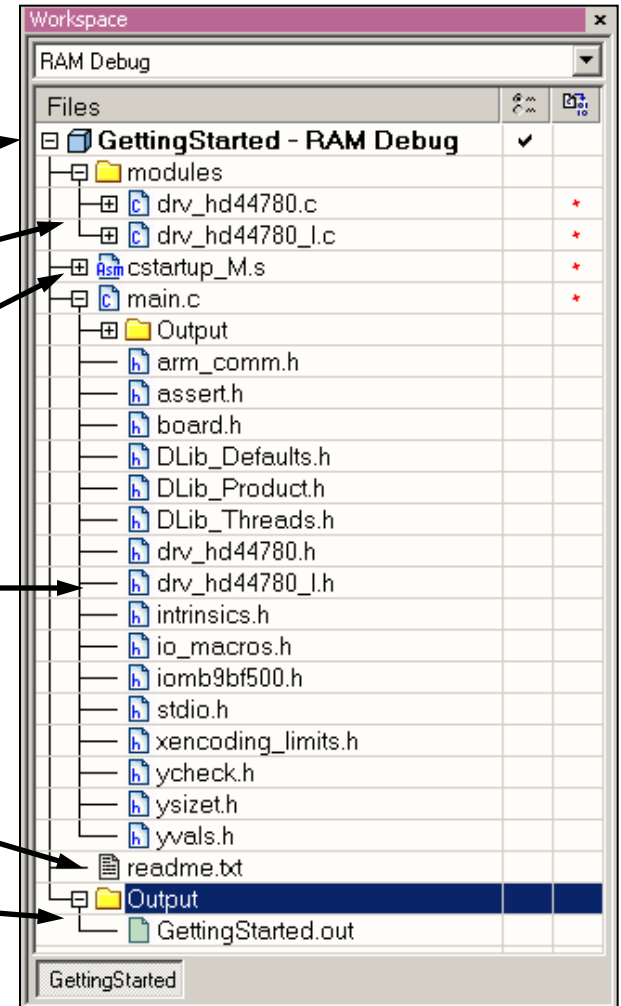 Workspace
RAM Debug
Files
GettingStarted - RAM Debug
modules
drv_hd44780.c
drv_hd44780_l.c
Asm cstartup_M.s
main.c
Output
arm_comm.h
assert.h
board.h
DLib_Defaults.h
DLib_Product.h
DLib_Threads.h
drv_hd44780.h
drv_hd44780_l.h
intrinsics.h
io_macros.h
iomb9bf500.h
stdio.h
xencoding_limits.h
ycheck.h
ysizet.h
yvals.h
readme.txt
Output
GettingStarted.out
GettingStarted